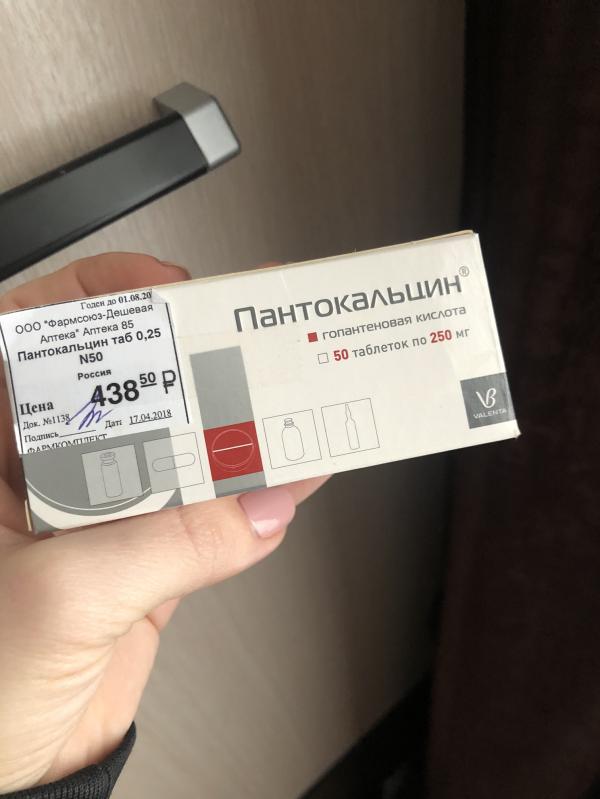 Годен до 01.08.20
ООО "Фармсоюз-Дешевая
Аптека" Аптека 85
Пантокальцин таб 0,25
N50
Россия
Цена 438 50 ₽
Док. №1138
Подпись Дата: 17.04.2018
ФАРМКОМПЛЕКТ
Пантокальцин®
гопантеновая кислота
50 таблеток по 250 мг
VALENTA